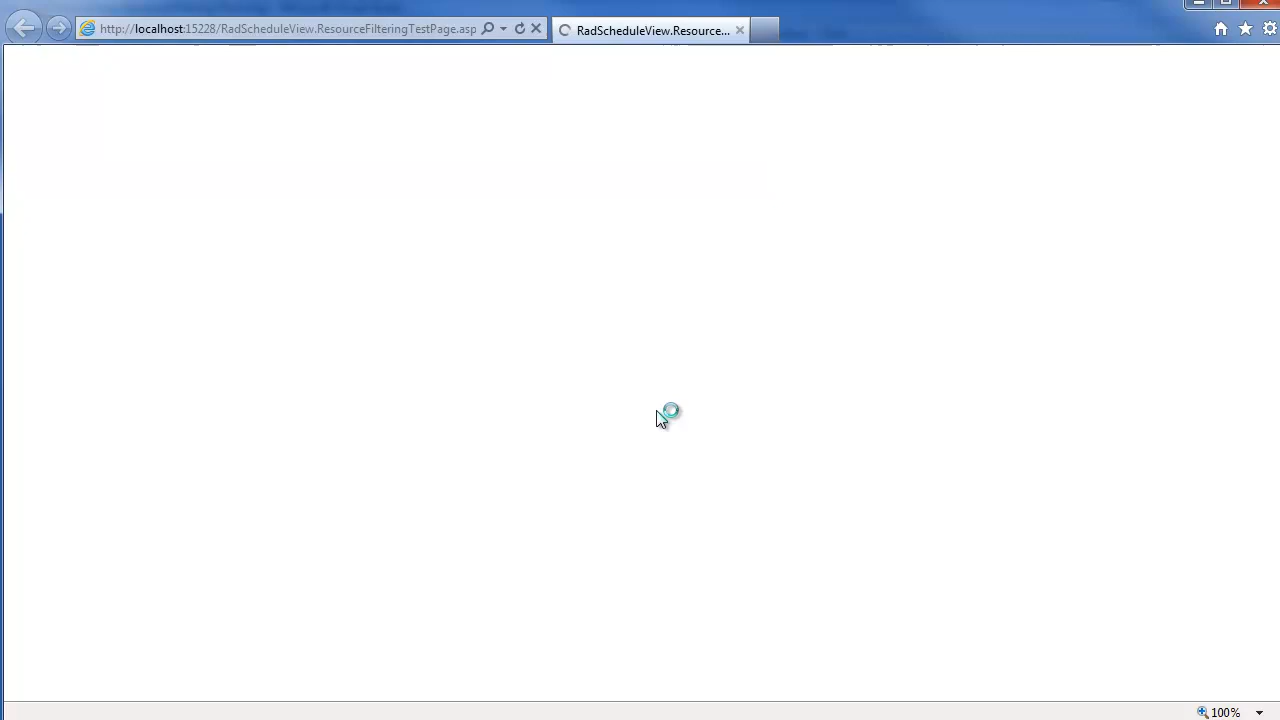 http://localhost:15228/RadScheduleView.ResourceFilteringTestPage.asp
RadScheduleView.Resource...
100%